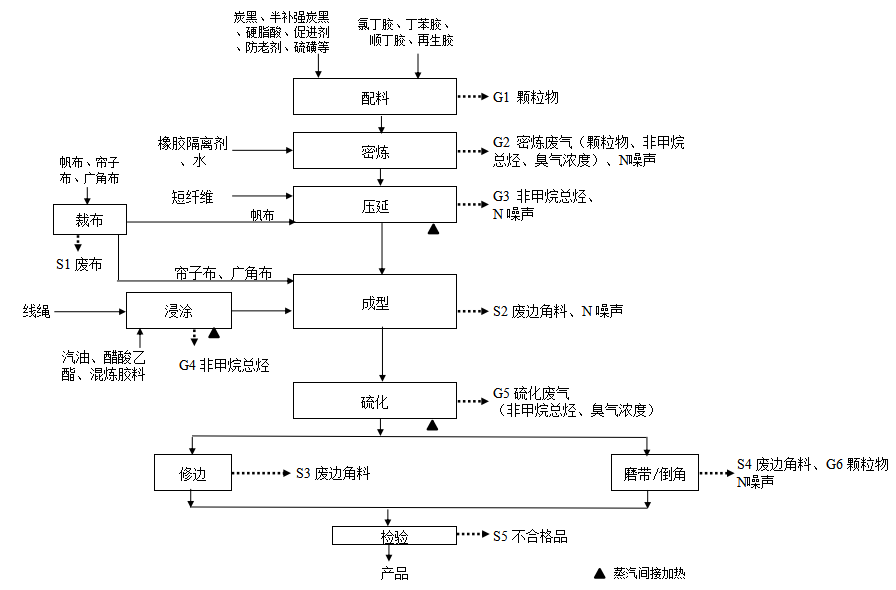 炭黑、半补强炭黑
、硬脂酸、促进剂
、防老剂、硫磺等
氯丁胶、丁苯胶、
顺丁胶、再生胶
配料
G1 颗粒物
橡胶隔离剂
、水
密炼
G2 密炼废气（颗粒物、非甲烷
总烃、臭气浓度）、N噪声
帆布、帘子
布、广角布
短纤维
压延
G3 非甲烷总烃、
N 噪声
裁布
帆布
S1 废布
帘子布、广角布
成型
线绳
浸涂
S2 废边角料、N 噪声
汽油、醋酸乙
酯、混炼胶料
G4 非甲烷总烃
硫化
G5 硫化废气
（非甲烷总烃、臭气浓度）
修边
S3 废边角料
磨带/倒角
S4 废边角料、G6 颗粒物
N噪声
检验
S5 不合格品
产品
蒸汽间接加热